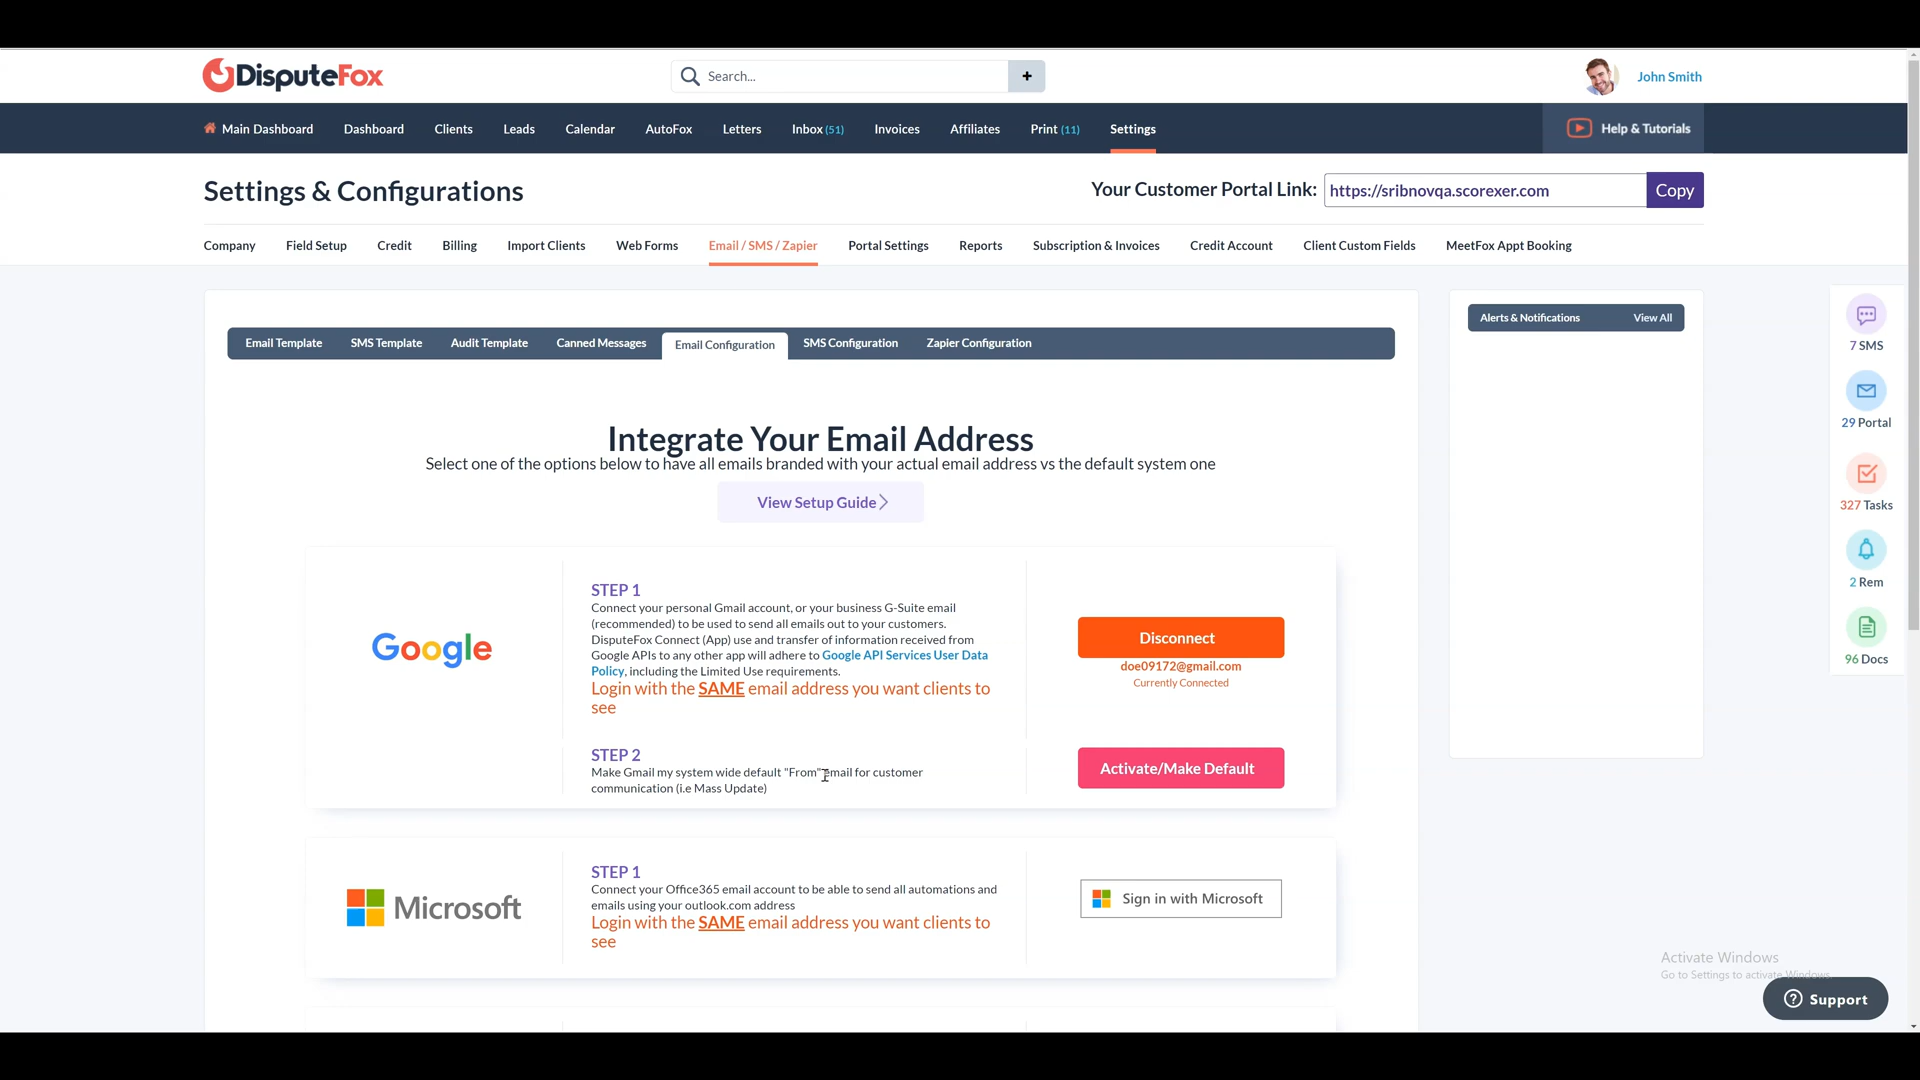 DisputeFox
Search...
+
John Smith
Main Dashboard
Dashboard
Clients
Leads
Calendar
AutoFox
Letters
Inbox (51)
Invoices
Affiliates
Print (11)
Settings
Help & Tutorials
Settings & Configurations
Your Customer Portal Link:
https://sribnovqa.scorexer.com
Copy
Company
Field Setup
Credit
Billing
Import Clients
Web Forms
Email / SMS / Zapier
Portal Settings
Reports
Subscription & Invoices
Credit Account
Client Custom Fields
MeetFox Appt Booking
Email Template
SMS Template
Audit Template
Canned Messages
Email Configuration
SMS Configuration
Zapier Configuration
Alerts & Notifications
View All
7 SMS
29 Portal
327 Tasks
2 Rem
96 Docs
Integrate Your Email Address
Select one of the options below to have all emails branded with your actual email address vs the default system one
View Setup Guide
Google
STEP 1
Connect your personal Gmail account, or your business G-Suite email
(recommended) to be used to send all emails out to your customers.
DisputeFox Connect (App) use and transfer of information received from
Google APIs to any other app will adhere to Google API Services User Data
Policy, including the Limited Use requirements.
Login with the SAME email address you want clients to
see
Disconnect
doe09172@gmail.com
Currently Connected
STEP 2
Make Gmail my system wide default "From" email for customer
communication (i.e Mass Update)
Activate/Make Default
Microsoft
STEP 1
Connect your Office365 email account to be able to send all automations and
emails using your outlook.com address
Login with the SAME email address you want clients to
see
Sign in with Microsoft
Activate Windows
Go to Settings to activate Windows.
Support